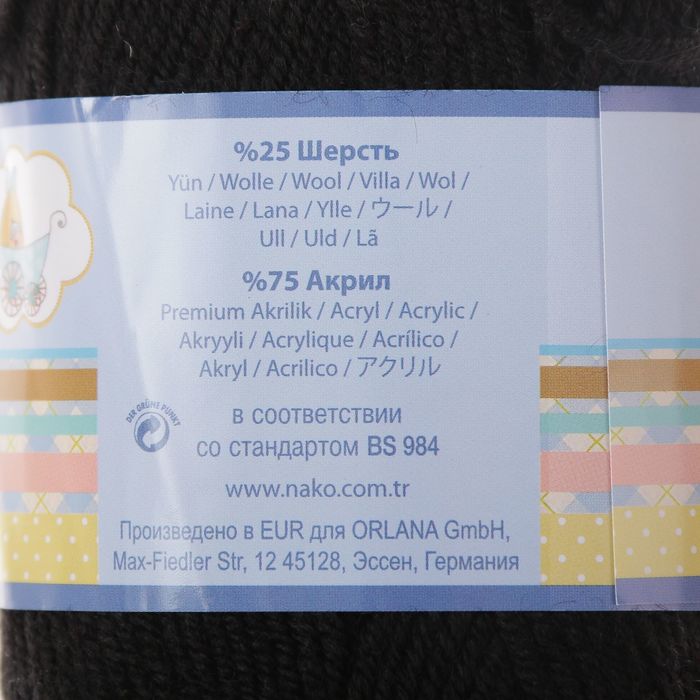 %25 Шерсть
Yün / Wolle / Wool / Villa / Wol /
Laine / Lana / Ylle / ウール /
Ull / Uld / Lã
%75 Акрил
Premium Akrilik / Acryl / Acrylic /
Akryyli / Acrylique / Acrílico /
Akryl / Acrilico / アクリル
DER GRÜNE PUNKT
в соответствии
со стандартом BS 984
www.nako.com.tr
Произведено в EUR для ORLANA GmbH,
Max-Fiedler Str, 12 45128, Эссен, Германия